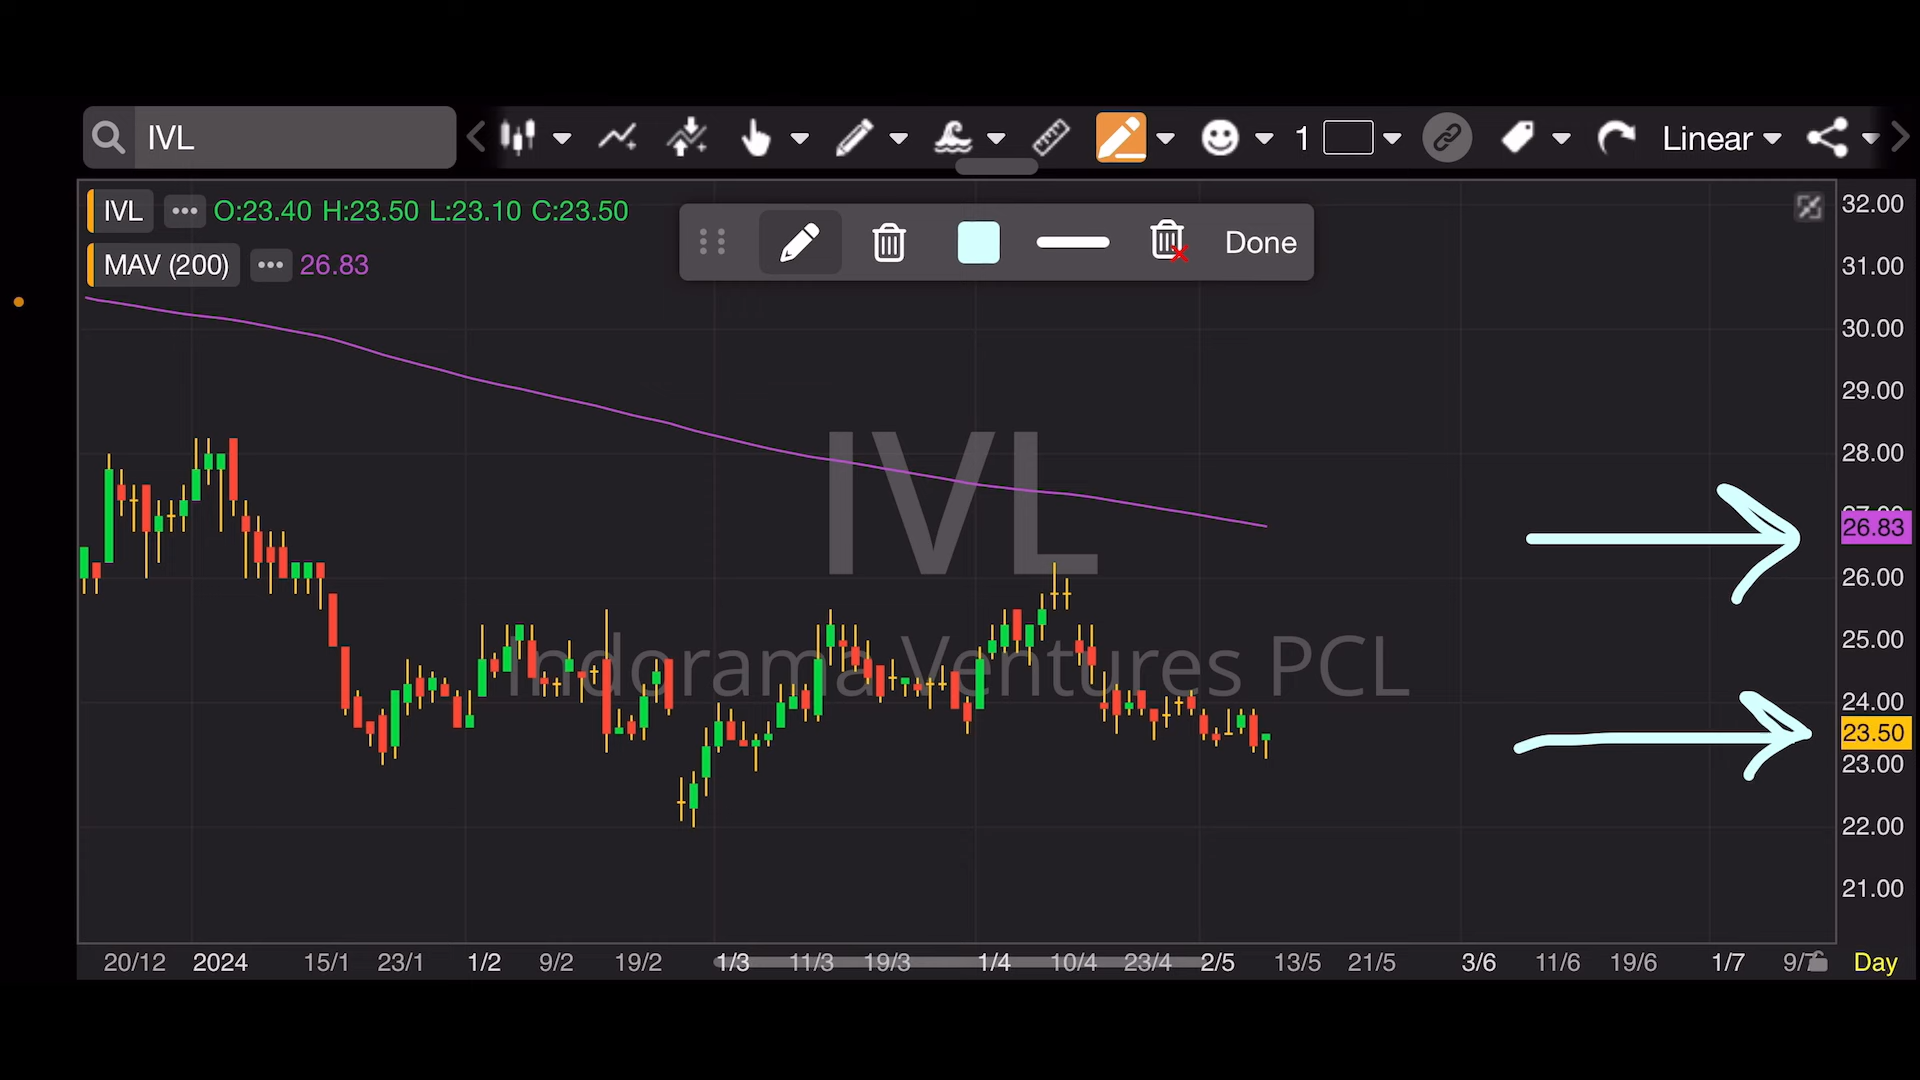 IVL
1
Linear
IVL ••• O:23.40 H:23.50 L:23.10 C:23.50
MAV (200) ••• 26.83
Done
32.00
31.00
30.00
29.00
28.00
26.83
26.00
25.00
24.00
23.50
23.00
22.00
21.00
IVL
Indorama Ventures PCL
20/12 2024 15/1 23/1 1/2 9/2 19/2 1/3 11/3 19/3 1/4 10/4 23/4 2/5 13/5 21/5 3/6 11/6 19/6 1/7 Day